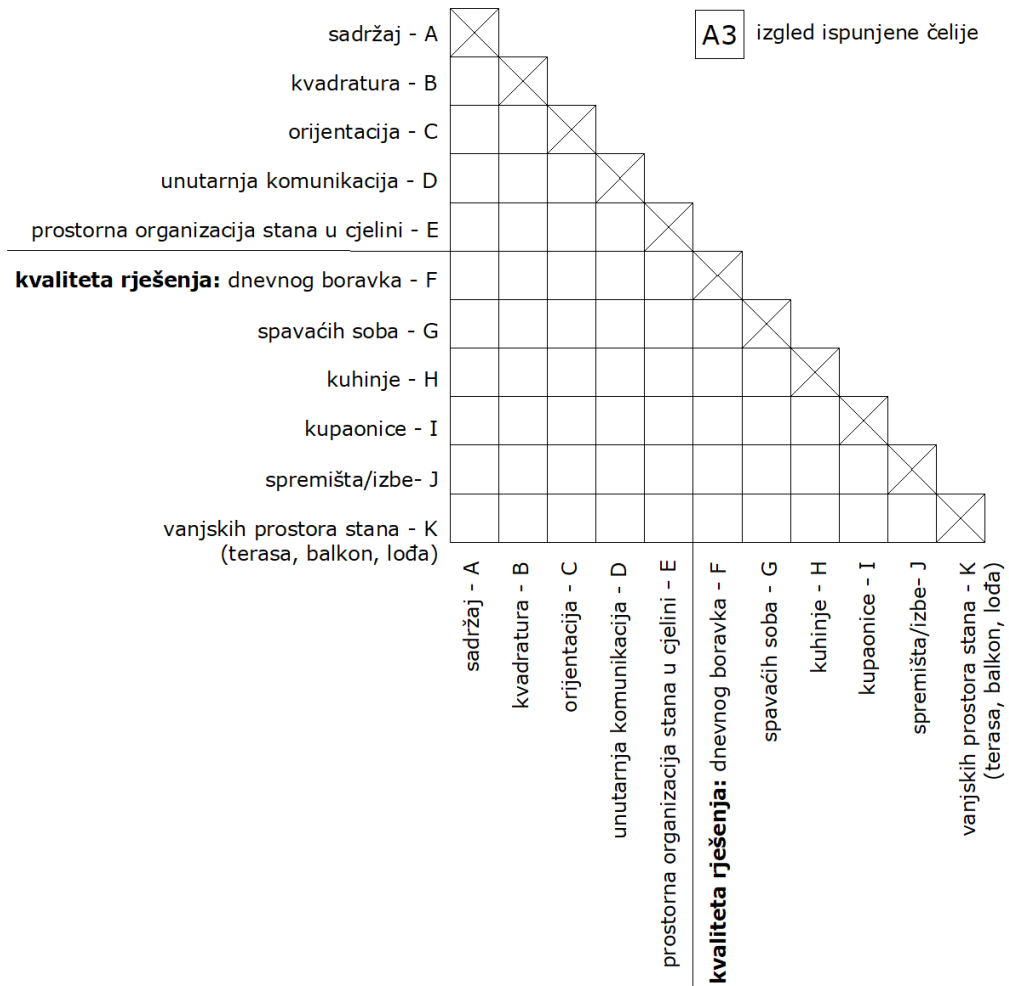 sadržaj - A
A3 izgled ispunjene čelije
kvadratura - B
orijentacija - C
unutarnja komunikacija - D
prostorna organizacija stana u cjelini - E
kvaliteta rješenja: dnevnog boravka - F
spavaćih soba - G
kuhinje - H
kupaonice - I
spremišta/izbe- J
vanjskih prostora stana - K
(terasa, balkon, lođa)
sadržaj - A
kvadratura - B
orijentacija - C
unutarnja komunikacija - D
prostorna organizacija stana u cjelini - E
kvaliteta rješenja: dnevnog boravka - F
spavaćih soba - G
kuhinje - H
kupaonice - I
spremišta/izbe- J
vanjskih prostora stana - K
(terasa, balkon, lođa)